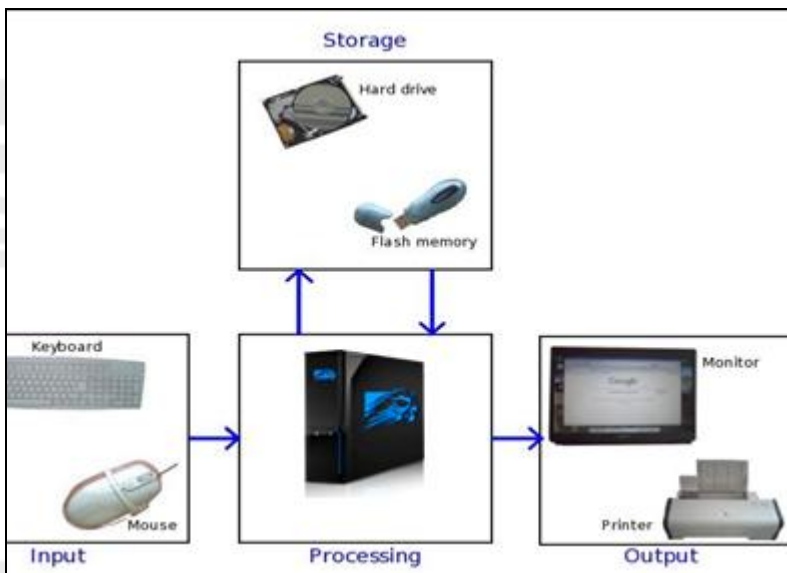 Storage
Hard drive
Flash memory
Keyboard
Mouse
Input
Processing
Google
Monitor
Printer
Output